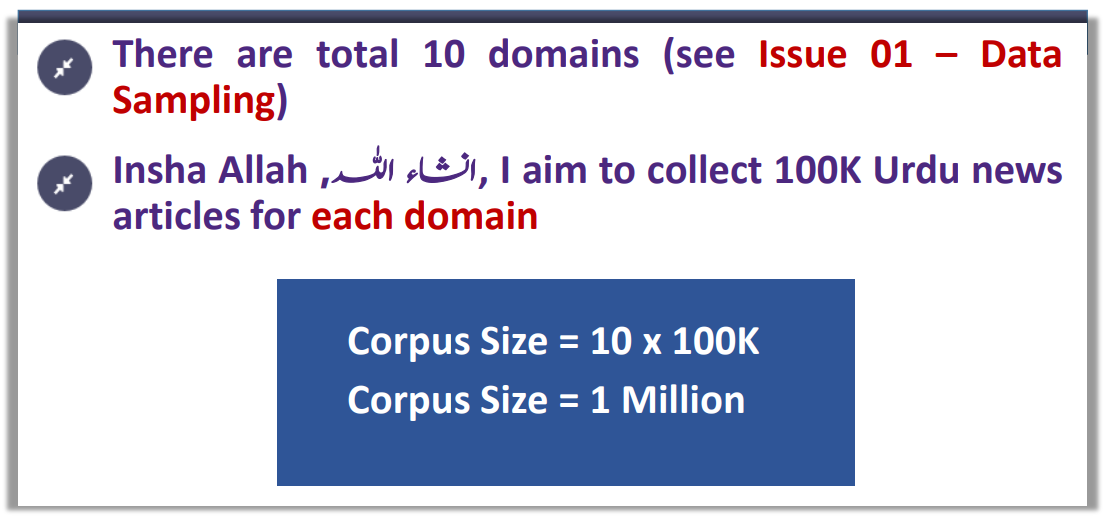 There are total 10 domains (see Issue 01 – Data
Sampling)
Insha Allah ,انشاء اللہ, I aim to collect 100K Urdu news
articles for each domain
Corpus Size = 10 x 100K
Corpus Size = 1 Million